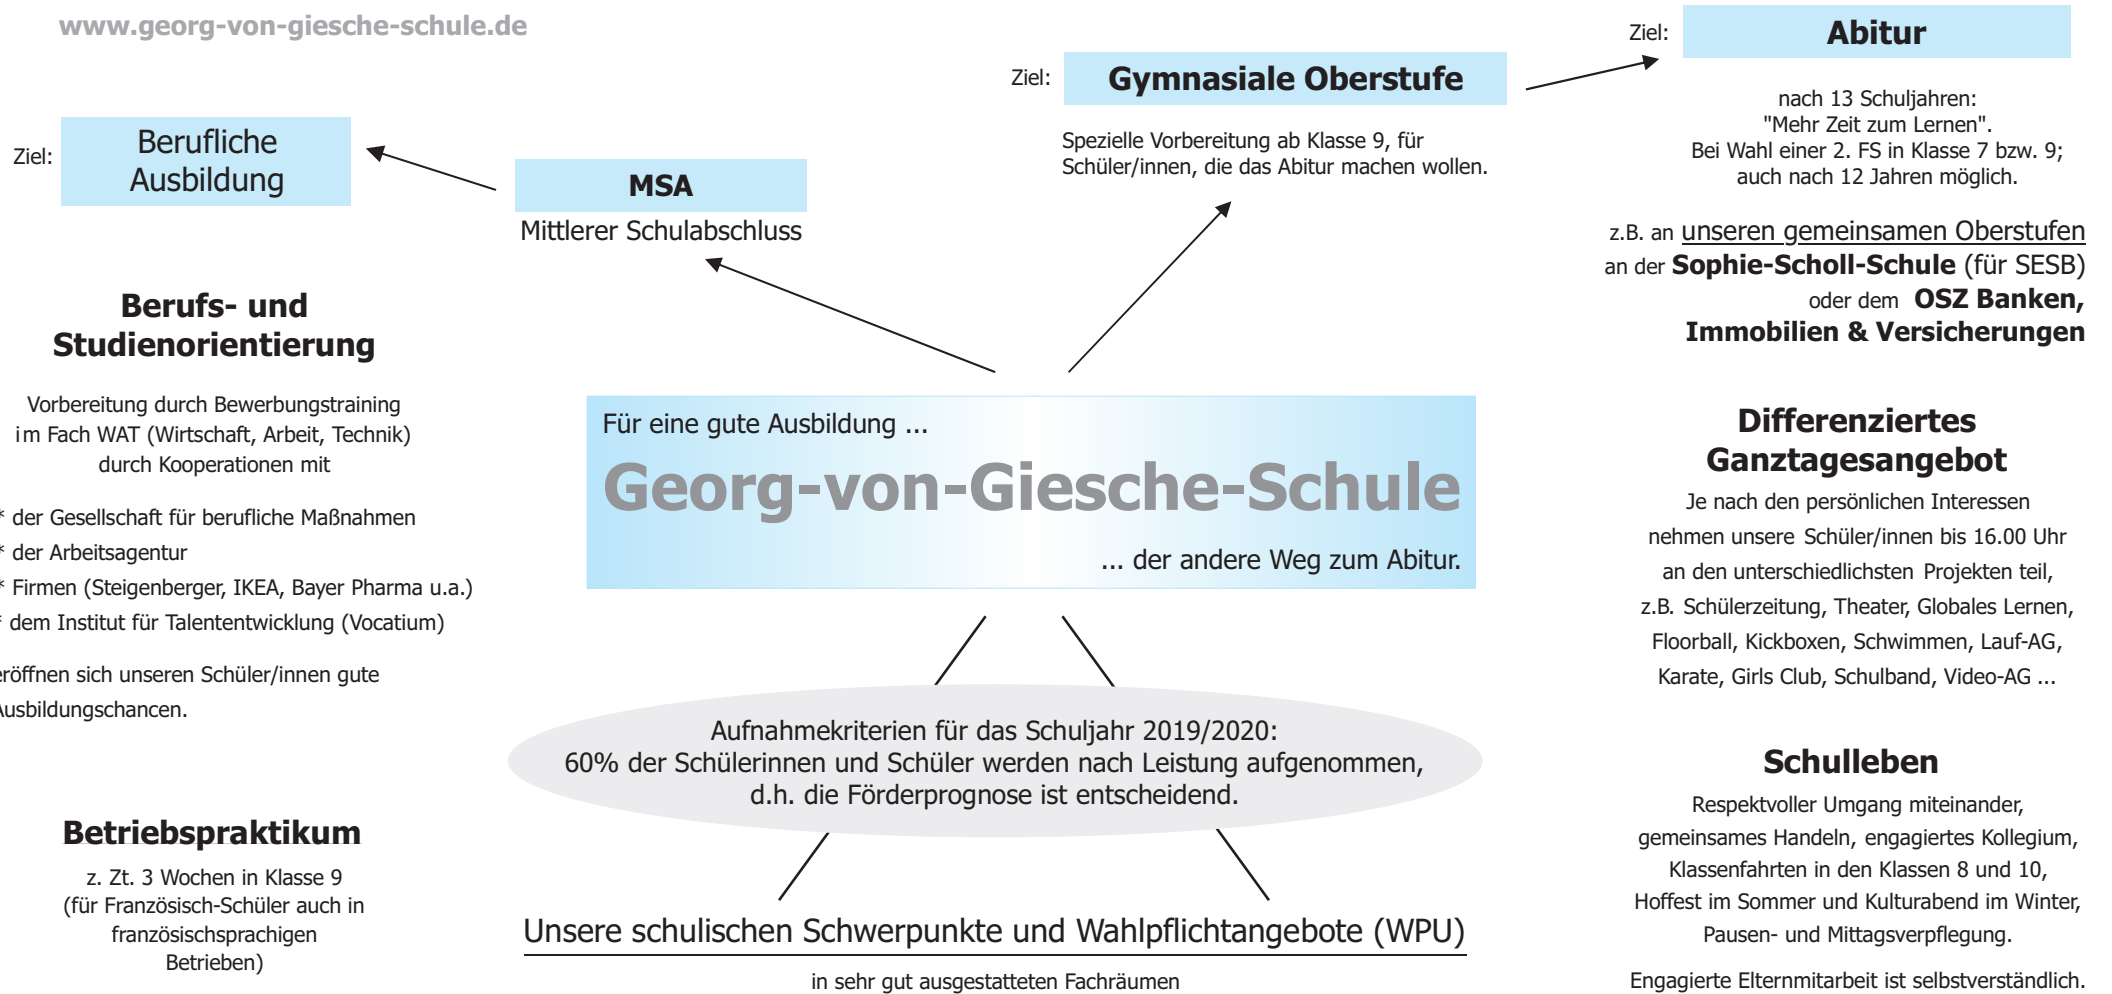 www.georg-von-giesche-schule.de
Ziel:
Abitur
Ziel:
Gymnasiale Oberstufe
nach 13 Schuljahren:
"Mehr Zeit zum Lernen".
Bei Wahl einer 2. FS in Klasse 7 bzw. 9;
auch nach 12 Jahren möglich.
Spezielle Vorbereitung ab Klasse 9, für
Schüler/innen, die das Abitur machen wollen.
Ziel:
Berufliche
Ausbildung
MSA
Mittlerer Schulabschluss
z.B. an unseren gemeinsamen Oberstufen
an der Sophie-Scholl-Schule (für SESB)
oder dem OSZ Banken,
Immobilien & Versicherungen
Berufs- und
Studienorientierung
Vorbereitung durch Bewerbungstraining
im Fach WAT (Wirtschaft, Arbeit, Technik)
durch Kooperationen mit
* der Gesellschaft für berufliche Maßnahmen
* der Arbeitsagentur
* Firmen (Steigenberger, IKEA, Bayer Pharma u.a.)
* dem Institut für Talententwicklung (Vocatium)
eröffnen sich unseren Schüler/innen gute
Ausbildungschancen.
Für eine gute Ausbildung ...
Georg-von-Giesche-Schule
... der andere Weg zum Abitur.
Differenziertes
Ganztagesangebot
Je nach den persönlichen Interessen
nehmen unsere Schüler/innen bis 16.00 Uhr
an den unterschiedlichsten Projekten teil,
z.B. Schülerzeitung, Theater, Globales Lernen,
Floorball, Kickboxen, Schwimmen, Lauf-AG,
Karate, Girls Club, Schulband, Video-AG ...
Aufnahmekriterien für das Schuljahr 2019/2020:
60% der Schülerinnen und Schüler werden nach Leistung aufgenommen,
d.h. die Förderprognose ist entscheidend.
Betriebspraktikum
z. Zt. 3 Wochen in Klasse 9
(für Französisch-Schüler auch in
französischsprachigen
Betrieben)
Unsere schulischen Schwerpunkte und Wahlpflichtangebote (WPU)
in sehr gut ausgestatteten Fachräumen
Schulleben
Respektvoller Umgang miteinander,
gemeinsames Handeln, engagiertes Kollegium,
Klassenfahrten in den Klassen 8 und 10,
Hoffest im Sommer und Kulturabend im Winter,
Pausen- und Mittagsverpflegung.
Engagierte Elternmitarbeit ist selbstverständlich.